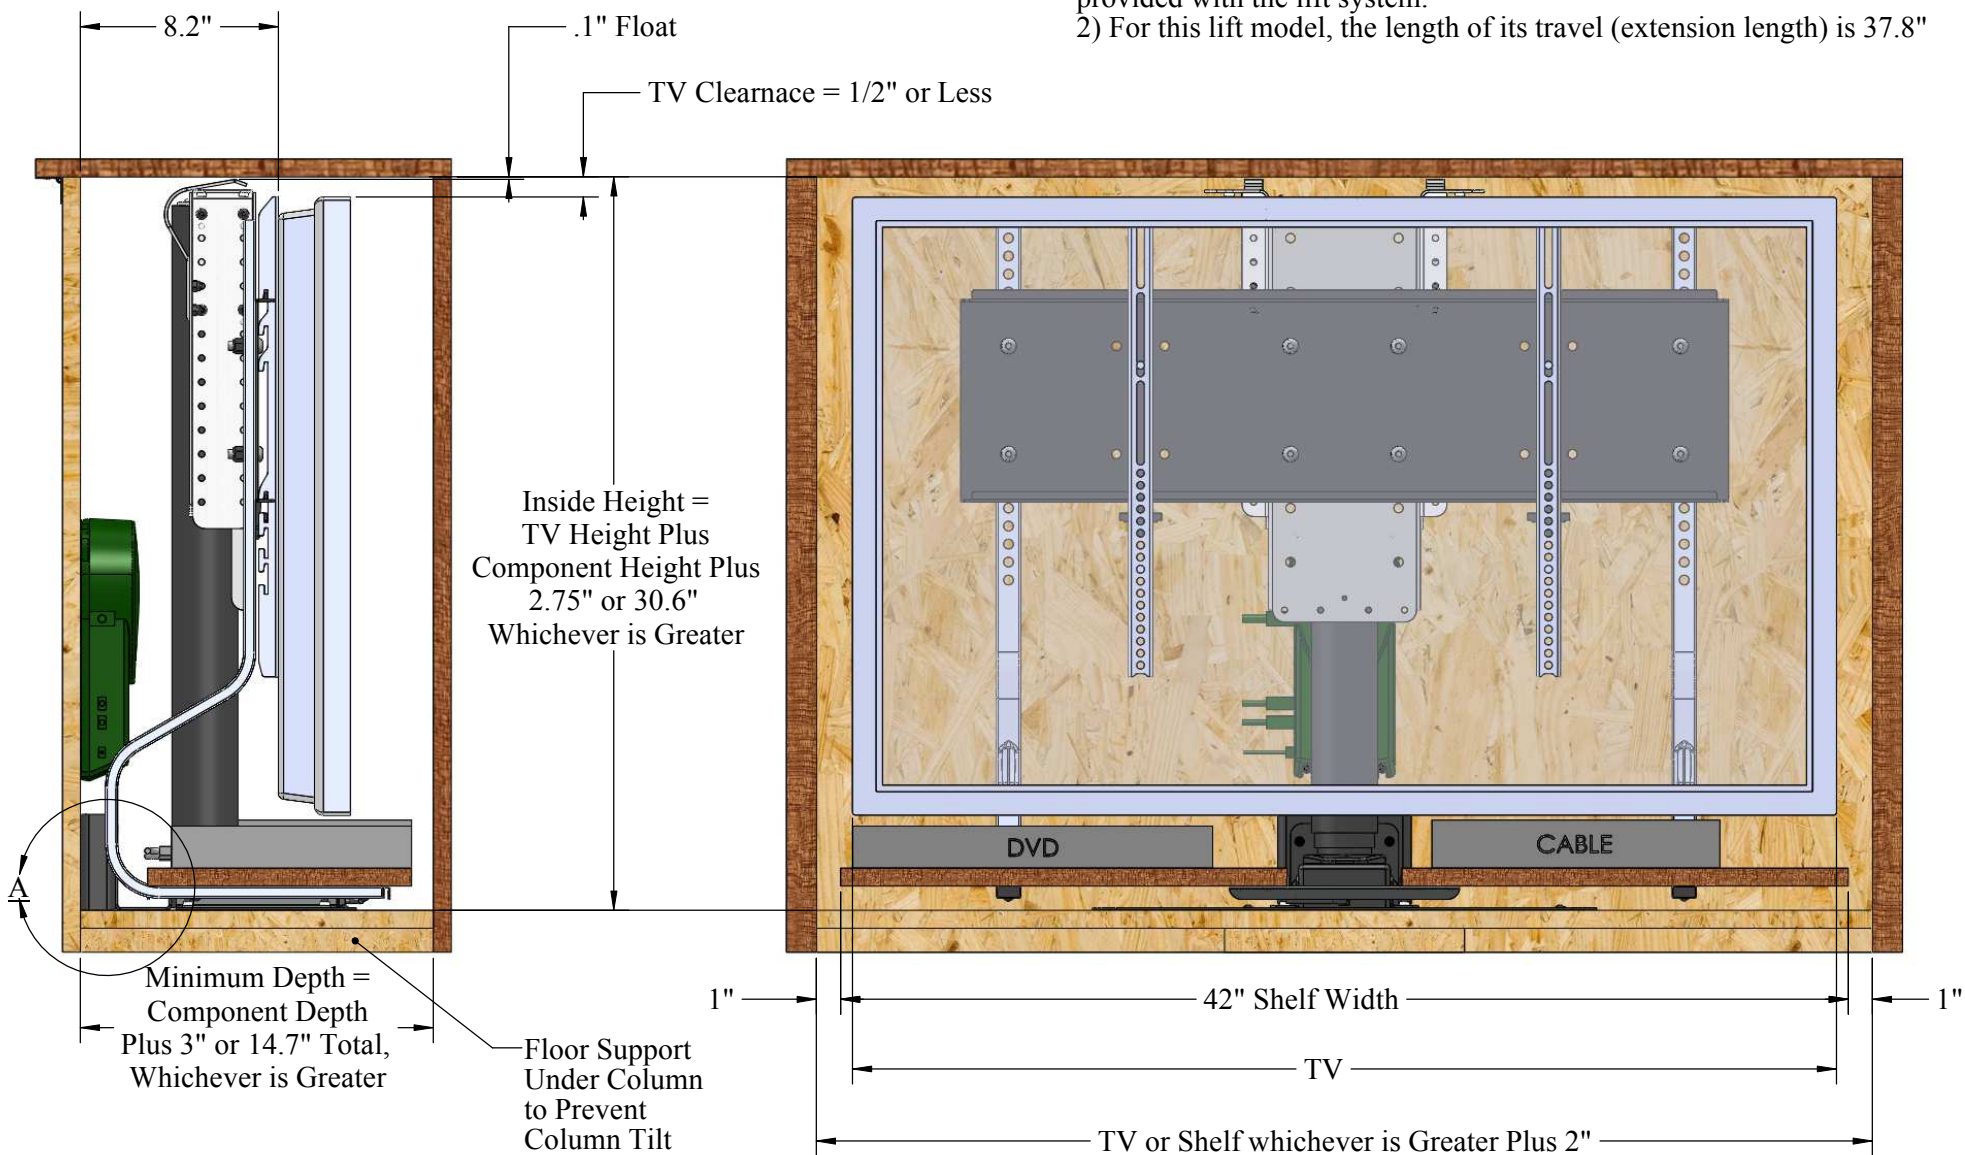 provided with the lift system.
2) For this lift model, the length of its travel (extension length) is 37.8"
8.2"
.1" Float
TV Clearnace = 1/2" or Less
Inside Height =
TV Height Plus
Component Height Plus
2.75" or 30.6"
Whichever is Greater
DVD
CABLE
A
Minimum Depth =
Component Depth
Plus 3" or 14.7" Total,
Whichever is Greater
Floor Support
Under Column
to Prevent
Column Tilt
1"
42" Shelf Width
1"
TV
TV or Shelf whichever is Greater Plus 2"